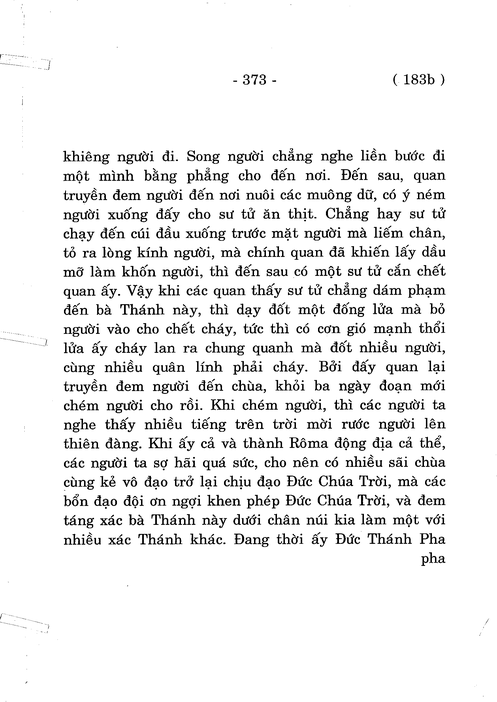 - 373 - ( 183b )
khiêng người đi. Song người chẳng nghe liền bước đi
một mình bằng phẳng cho đến nơi. Đến sau, quan
truyền đem người đến nơi nuôi các muông dữ, có ý ném
người xuống đấy cho sư tử ăn thịt. Chẳng hay sư tử
chạy đến cúi đầu xuống trước mặt người mà liếm chân,
tỏ ra lòng kính người, mà chính quan đã khiến lấy dầu
mỡ làm khốn người, thì đến sau có một sư tử cắn chết
quan ấy. Vậy khi các quan thấy sư tử chẳng dám phạm
đến bà Thánh này, thì dạy đốt một đống lửa mà bỏ
người vào cho chết cháy, tức thì có cơn gió mạnh thổi
lửa ấy cháy lan ra chung quanh mà đốt nhiều người,
cùng nhiều quân lính phải cháy. Bởi đấy quan lại
truyền đem người đến chùa, khỏi ba ngày đoạn mới
chém người cho rồi. Khi chém người, thì các người ta
nghe thấy nhiều tiếng trên trời mời rước người lên
thiên đàng. Khi ấy cả và thành Rôma động địa cả thể,
các người ta sợ hãi quá sức, cho nên có nhiều sãi chùa
cùng kẻ vô đạo trở lại chịu đạo Đức Chúa Trời, mà các
bổn đạo đội ơn ngợi khen phép Đức Chúa Trời, và đem
táng xác bà Thánh này dưới chân núi kia làm một với
nhiều xác Thánh khác. Đang thời ấy Đức Thánh Pha
pha